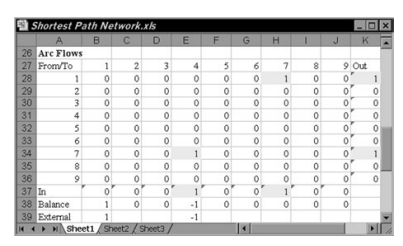 Shortest Path Network.xls
A B C D E F G H I J K
26 Arc Flows
27 From/To 1 2 3 4 5 6 7 8 9 Out
28 1 0 0 0 0 0 0 1 0 0 1
29 2 0 0 0 0 0 0 0 0 0 0
30 3 0 0 0 0 0 0 0 0 0 0
31 4 0 0 0 0 0 0 0 0 0 0
32 5 0 0 0 0 0 0 0 0 0 0
33 6 0 0 0 0 0 0 0 0 0 0
34 7 0 0 0 1 0 0 0 0 0 1
35 8 0 0 0 0 0 0 0 0 0 0
36 9 0 0 0 0 0 0 0 0 0 0
37 In 0 0 0 1 0 0 1 0 0
38 Balance 1 0 0 -1 0 0 0 0 0
39 External 1 -1
Sheet1 / Sheet2 / Sheet3 /